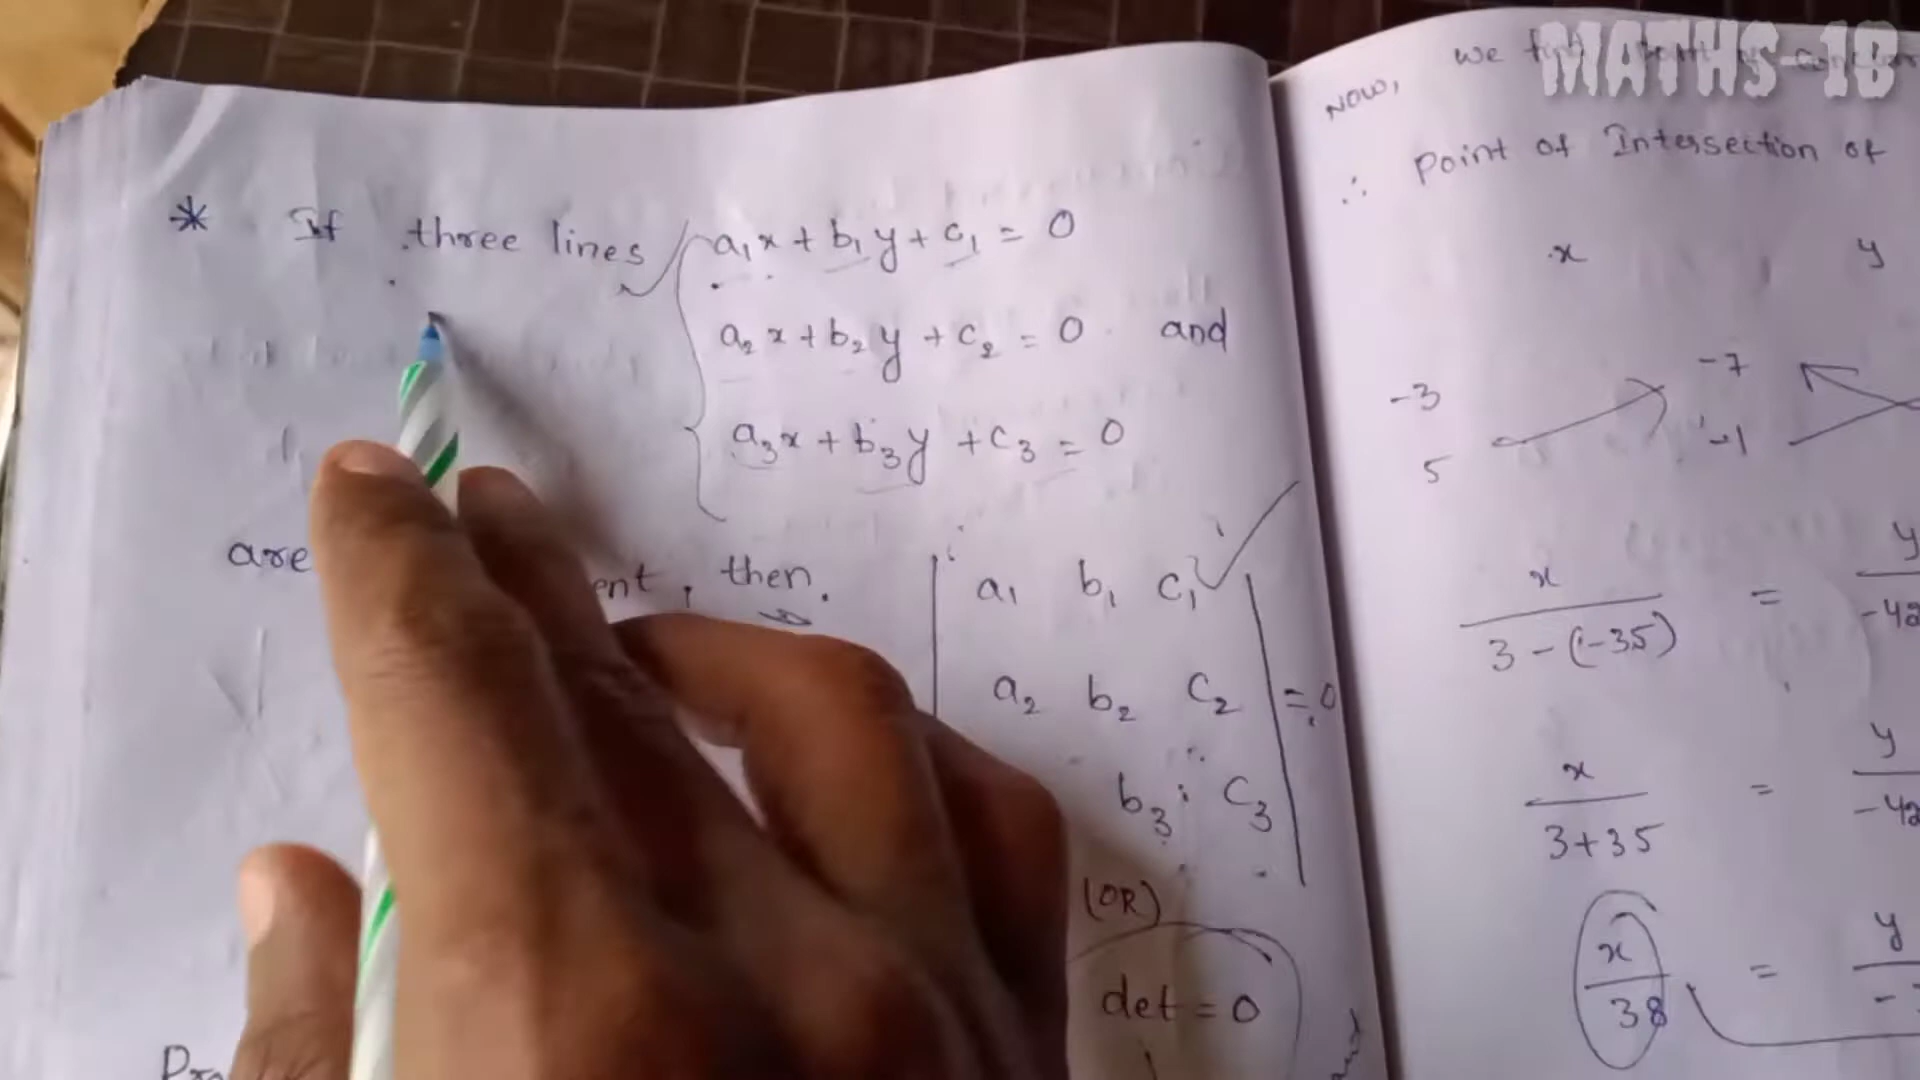 * If three lines a₁x + b₁y + c₁ = 0
a₂x + b₂y + c₂ = 0 and
a₃x + b₃y + c₃ = 0
are ent, then.
a₁ b₁ c₁
a₂ b₂ c₂ = 0
b₃ c₃
(OR)
det = 0
MATHS-1B
Now, we
∴ Point of Intersection of
x y
-3 -7
5 -1
x/3-(-35) = y/-42
x/3+35 = y/-42
x/38 = y/-